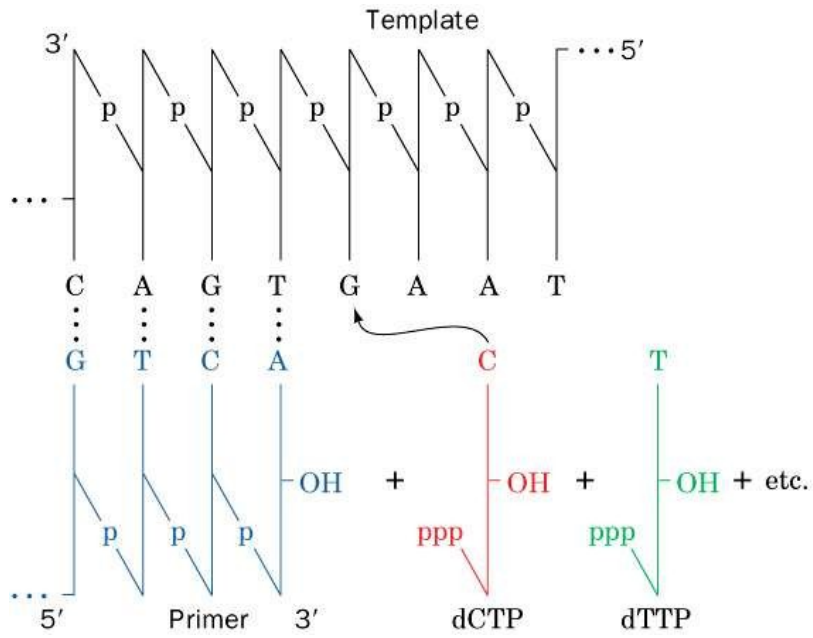 Template
3′ ···5′
p p p p p p p
···
C A G T G A A T
G T C A C T
OH + OH + OH + etc.
p p p ppp ppp
···
5′ Primer 3′ dCTP dTTP